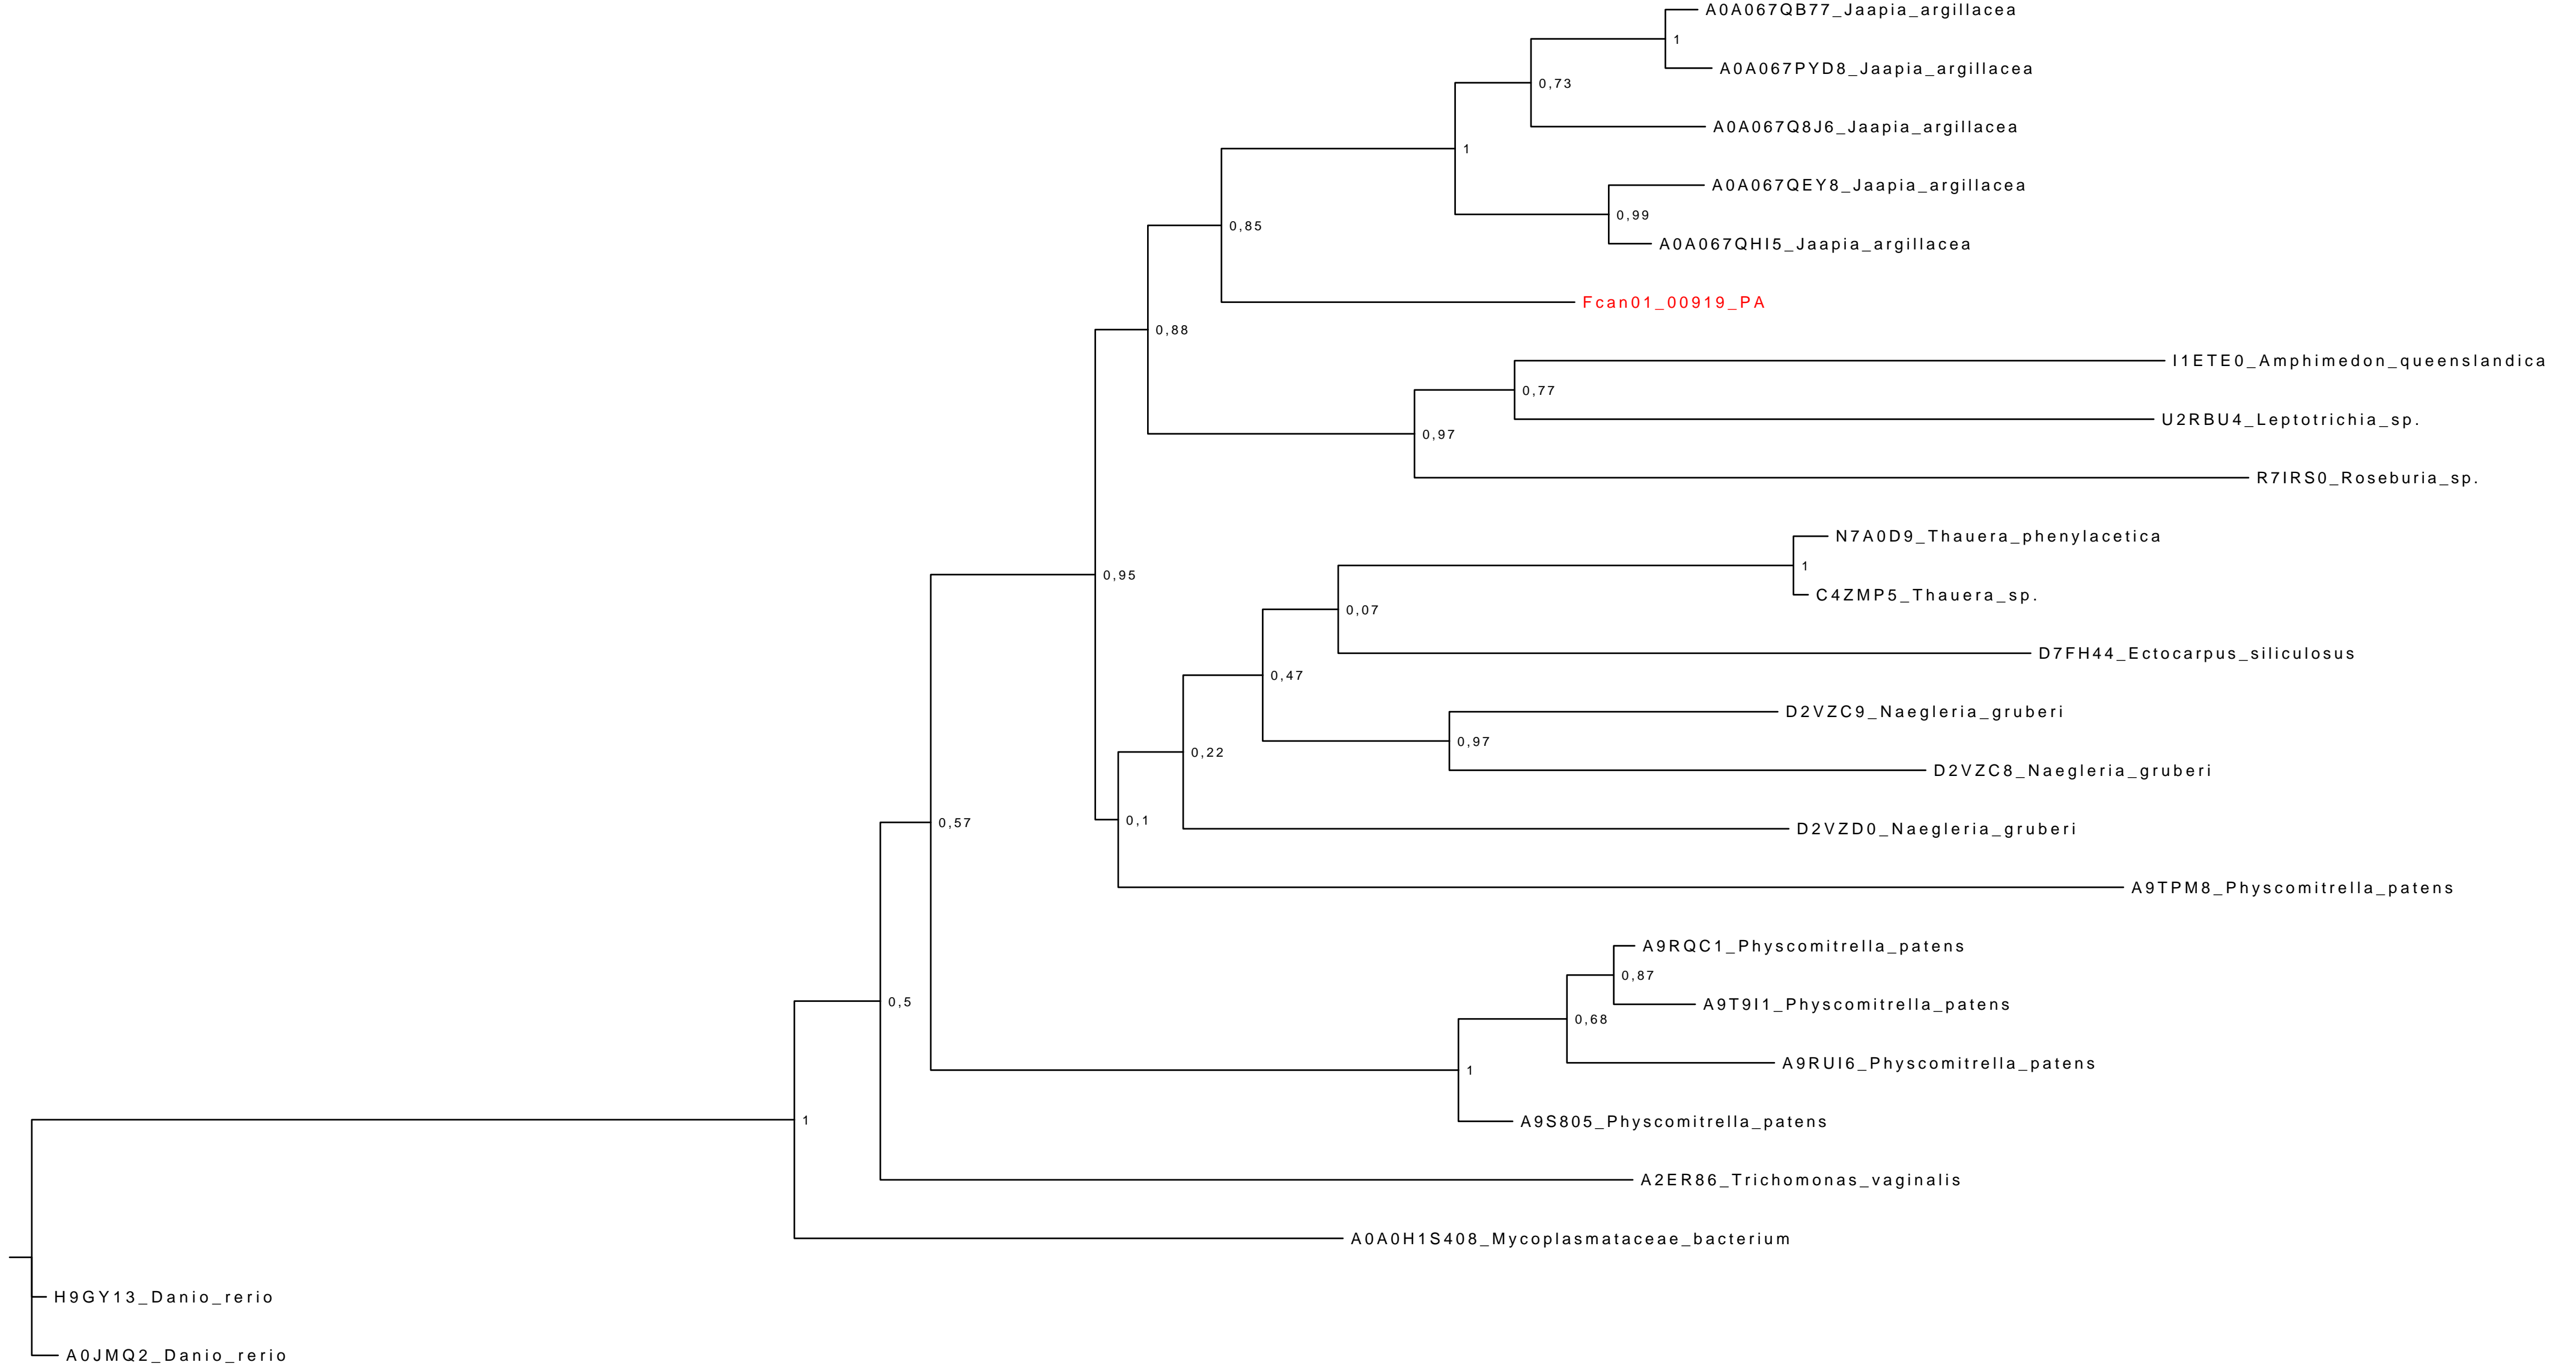 A0A067QB77_Jaapia_argillacea
1
A0A067PYD8_Jaapia_argillacea
0,73
A0A067Q8J6_Jaapia_argillacea
1
A0A067QEY8_Jaapia_argillacea
0,99
0,85
A0A067QHI5_Jaapia_argillacea
Fcan01_00919_PA
0,88
I1ETE0_Amphimedon_queenslandica
0,77
U2RBU4_Leptotrichia_sp.
0,97
R7IRS0_Roseburia_sp.
N7A0D9_Thauera_phenylacetica
1
0,95
C4ZMP5_Thauera_sp.
0,07
D7FH44_Ectocarpus_siliculosus
0,47
D2VZC9_Naegleria_gruberi
0,97
0,22
D2VZC8_Naegleria_gruberi
0,1
0,57
D2VZD0_Naegleria_gruberi
A9TPM8_Physcomitrella_patens
A9RQC1_Physcomitrella_patens
0,87
0,5
A9T9I1_Physcomitrella_patens
0,68
A9RUI6_Physcomitrella_patens
1
1
A9S805_Physcomitrella_patens
A2ER86_Trichomonas_vaginalis
A0A0H1S408_Mycoplasmataceae_bacterium
H9GY13_Danio_rerio
A0JMQ2_Danio_rerio